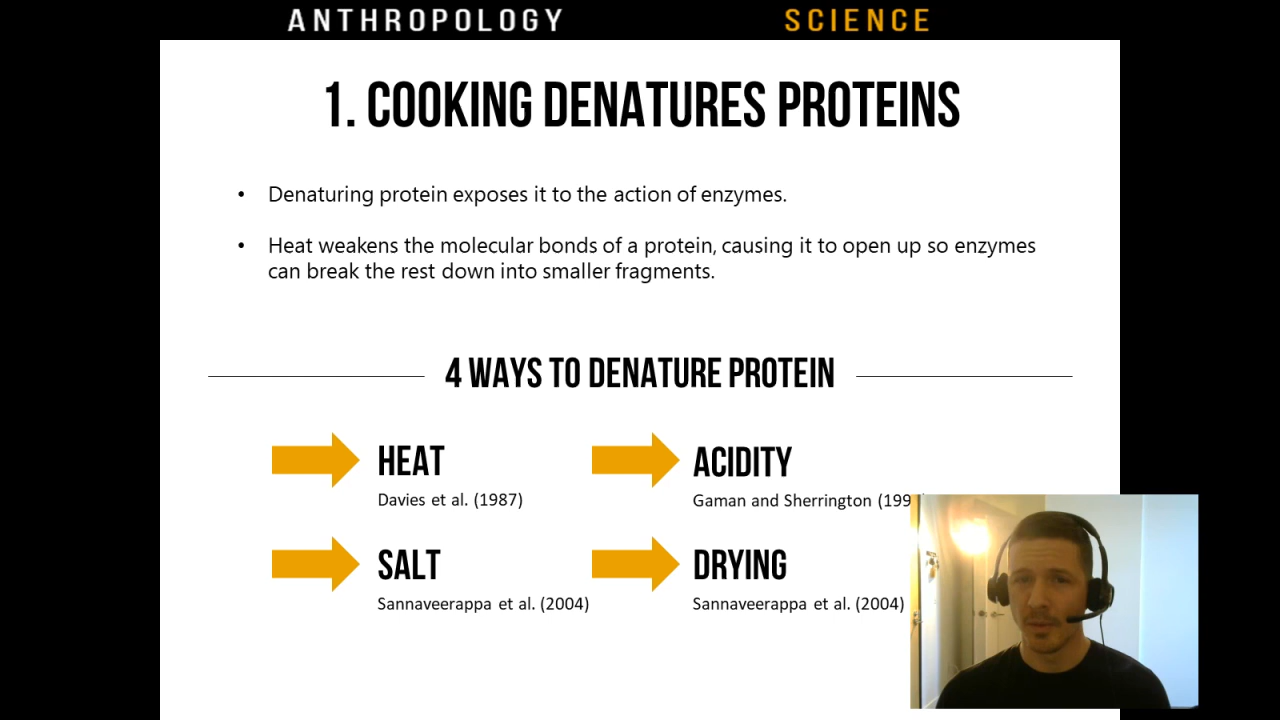 ANTHROPOLOGY SCIENCE
1. COOKING DENATURES PROTEINS
• Denaturing protein exposes it to the action of enzymes.
• Heat weakens the molecular bonds of a protein, causing it to open up so enzymes
can break the rest down into smaller fragments.
4 WAYS TO DENATURE PROTEIN
HEAT
Davies et al. (1987)
ACIDITY
Gaman and Sherrington (199
SALT
Sannaveerappa et al. (2004)
DRYING
Sannaveerappa et al. (2004)